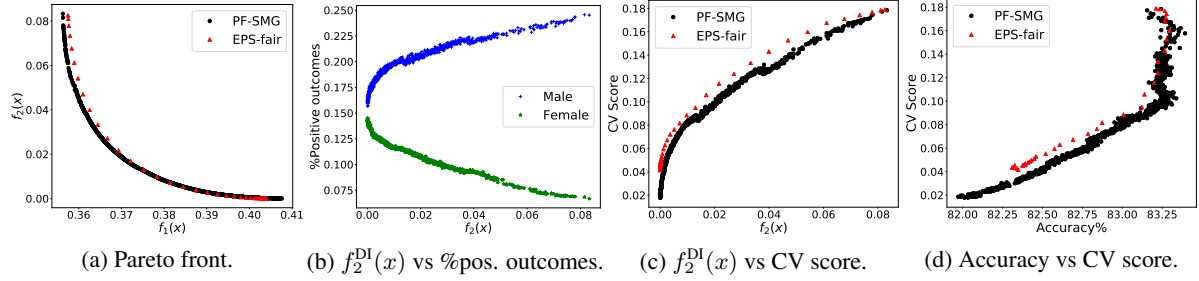 0.08
0.06
0.04
0.02
0.00
f₂(x)
PF-SMG
EPS-fair
0.36 0.37 0.38 0.39 0.40 0.41
f₁(x)
(a) Pareto front.
0.250
0.225
0.200
0.175
0.150
0.125
0.100
0.075
%Positive outcomes
Male
Female
0.00 0.02 0.04 0.06 0.08
f₂(x)
(b) f₂ᴰᴵ(x) vs %pos. outcomes.
0.18
0.16
0.14
0.12
0.10
0.08
0.06
0.04
0.02
0.00
CV Score
PF-SMG
EPS-fair
0.00 0.02 0.04 0.06 0.08
f₂(x)
(c) f₂ᴰᴵ(x) vs CV score.
0.18
0.16
0.14
0.12
0.10
0.08
0.06
0.04
0.02
0.00
CV Score
PF-SMG
EPS-fair
82.00 82.25 82.50 82.75 83.00 83.25
Accuracy%
(d) Accuracy vs CV score.